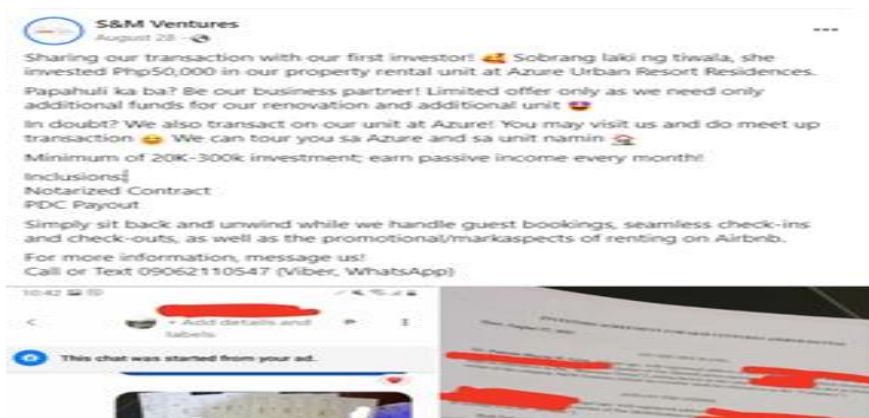 S&M Ventures
August 28
Sharing our transaction with our first investor! 🥰 Sobrang laki ng tiwala, she
invested Php50,000 in our property rental unit at Azure Urban Resort Residences.
Papahuli ka ba? Be our business partner! Limited offer only as we need only
additional funds for our renovation and additional unit 🤩
In doubt? We also transact on our unit at Azure! You may visit us and do meet up
transaction 😄 We can tour you sa Azure and sa unit namin 🏡
Minimum of 20K-300k investment; earn passive income every month!
Inclusions:
Notarized Contract
PDC Payout
Simply sit back and unwind while we handle guest bookings, seamless check-ins
and check-outs, as well as the promotional/markaspects of renting on Airbnb.
For more information, message us!
Call or Text 09062110547 (Viber, WhatsApp)
10:42
+ Add details and
labels
This chat was started from your ad.